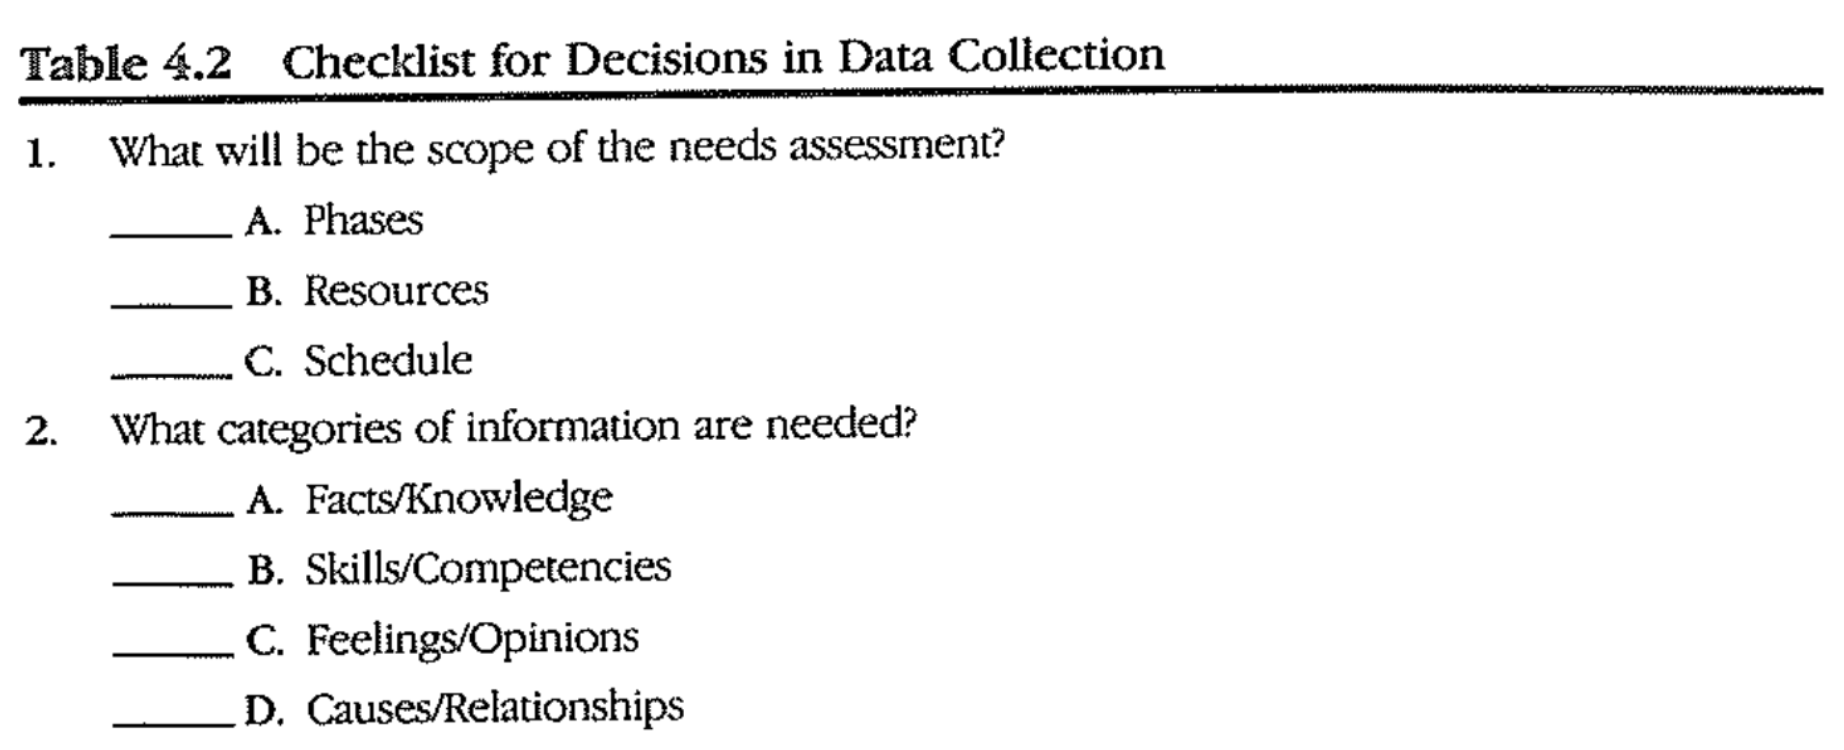 Table 4.2 Checklist for Decisions in Data Collection
1. What will be the scope of the needs assessment?
______ A. Phases
______ B. Resources
______ C. Schedule
2. What categories of information are needed?
______ A. Facts/Knowledge
______ B. Skills/Competencies
______ C. Feelings/Opinions
______ D. Causes/Relationships